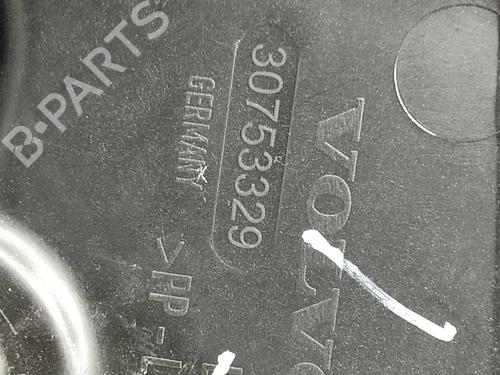 B-PARTS
VOLVO
30753329
GERMANY
>PP-